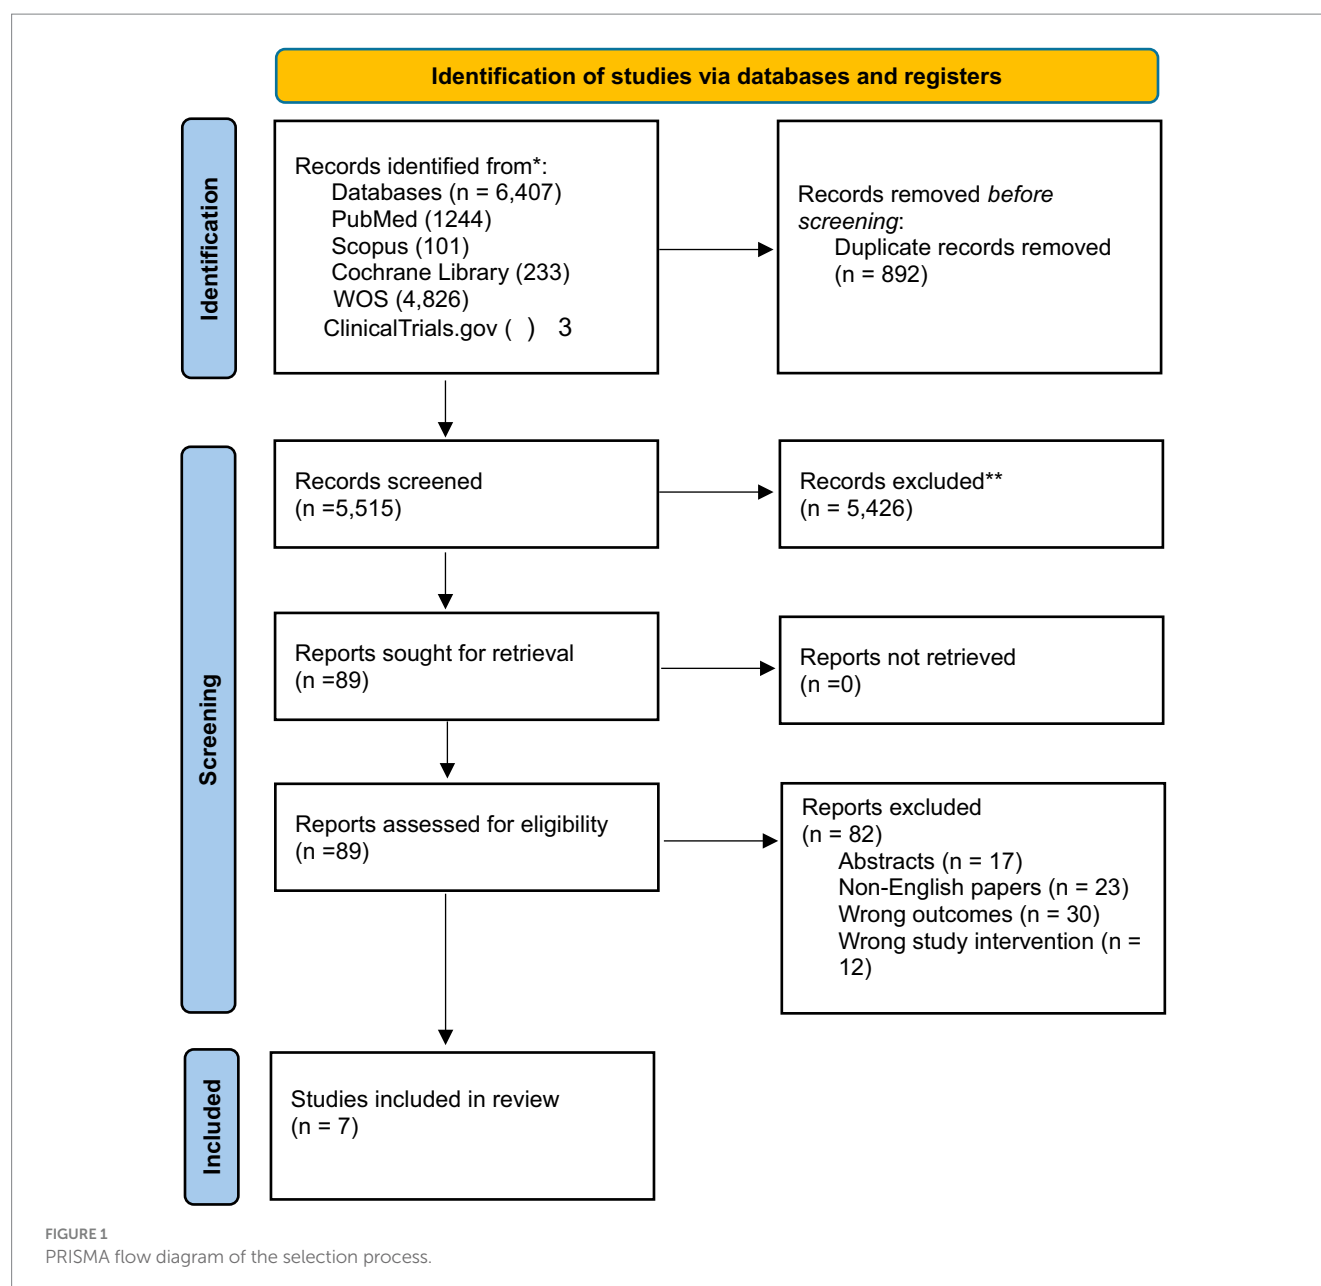 Identification of studies via databases and registers
Identification
Records identified from*:
Databases (n = 6,407)
PubMed (1244)
Scopus (101)
Cochrane Library (233)
WOS (4,826)
ClinicalTrials.gov ( ) 3
Records removed before
screening:
Duplicate records removed
(n = 892)
Screening
Records screened
(n =5,515)
Records excluded**
(n = 5,426)
Reports sought for retrieval
(n =89)
Reports not retrieved
(n =0)
Reports assessed for eligibility
(n =89)
Reports excluded
(n = 82)
Abstracts (n = 17)
Non-English papers (n = 23)
Wrong outcomes (n = 30)
Wrong study intervention (n =
12)
Included
Studies included in review
(n = 7)
FIGURE 1
PRISMA flow diagram of the selection process.